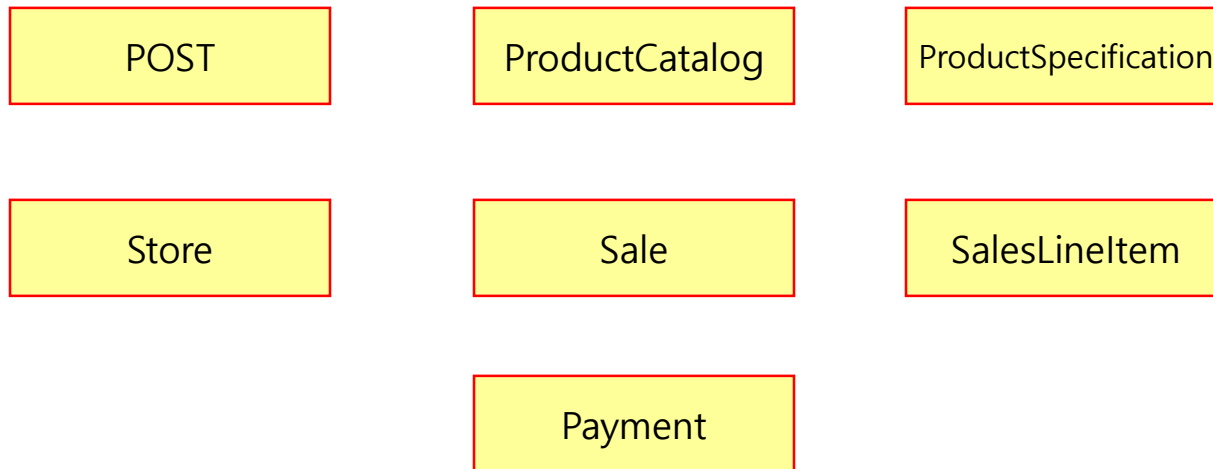 POST
ProductCatalog
ProductSpecification
Store
Sale
SalesLineItem
Payment